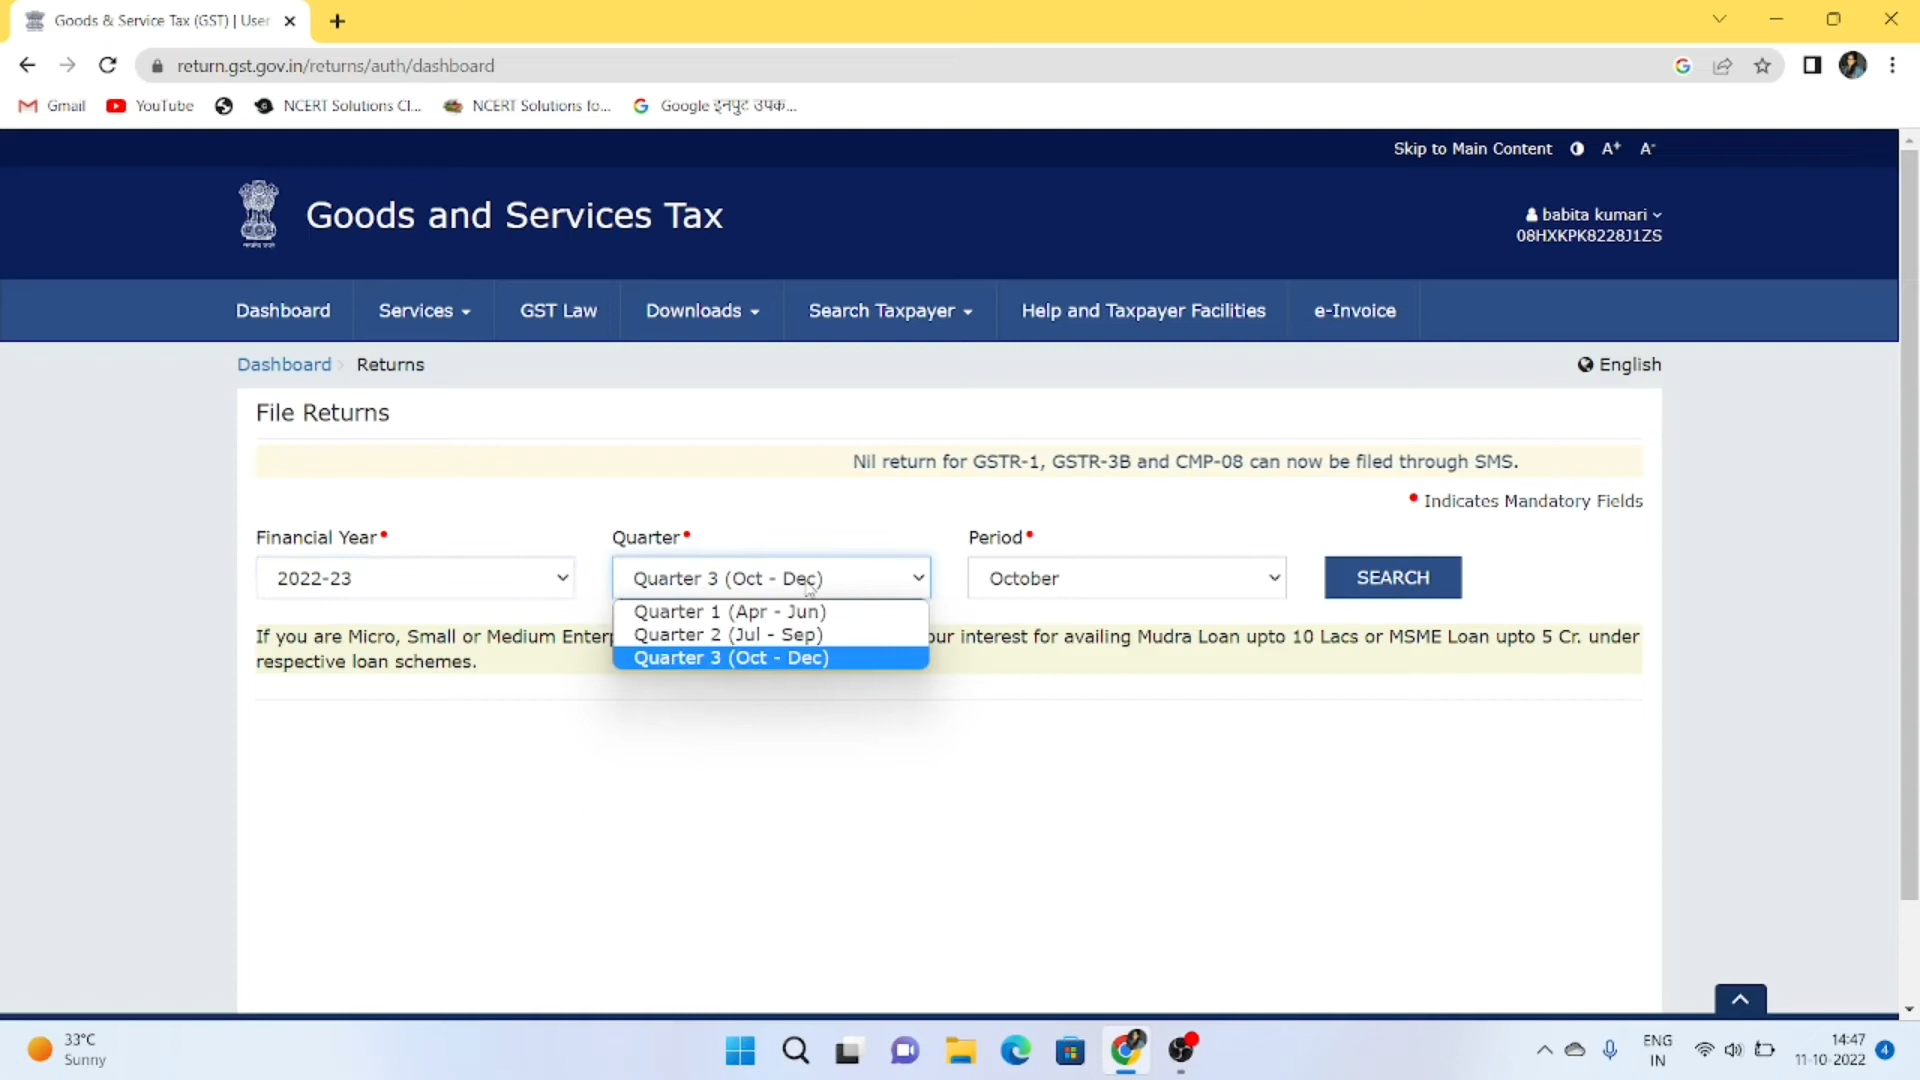 Goods & Service Tax (GST) | User
return.gst.gov.in/returns/auth/dashboard
Gmail
YouTube
NCERT Solutions Cl...
NCERT Solutions fo...
Google इनपुट उपक...
Skip to Main Content A+ A-
Goods and Services Tax
babita kumari
08HXKPK8228J1ZS
Dashboard
Services
GST Law
Downloads
Search Taxpayer
Help and Taxpayer Facilities
e-Invoice
Dashboard > Returns
English
File Returns
Nil return for GSTR-1, GSTR-3B and CMP-08 can now be filed through SMS.
• Indicates Mandatory Fields
Financial Year•
Quarter•
Period•
2022-23
Quarter 3 (Oct - Dec)
October
SEARCH
Quarter 1 (Apr - Jun)
Quarter 2 (Jul - Sep)
Quarter 3 (Oct - Dec)
If you are Micro, Small or Medium interest for availing Mudra Loan upto 10 Lacs or MSME Loan upto 5 Cr. under
respective loan schemes.
33°C
Sunny
ENG
IN
14:47
11-10-2022
4